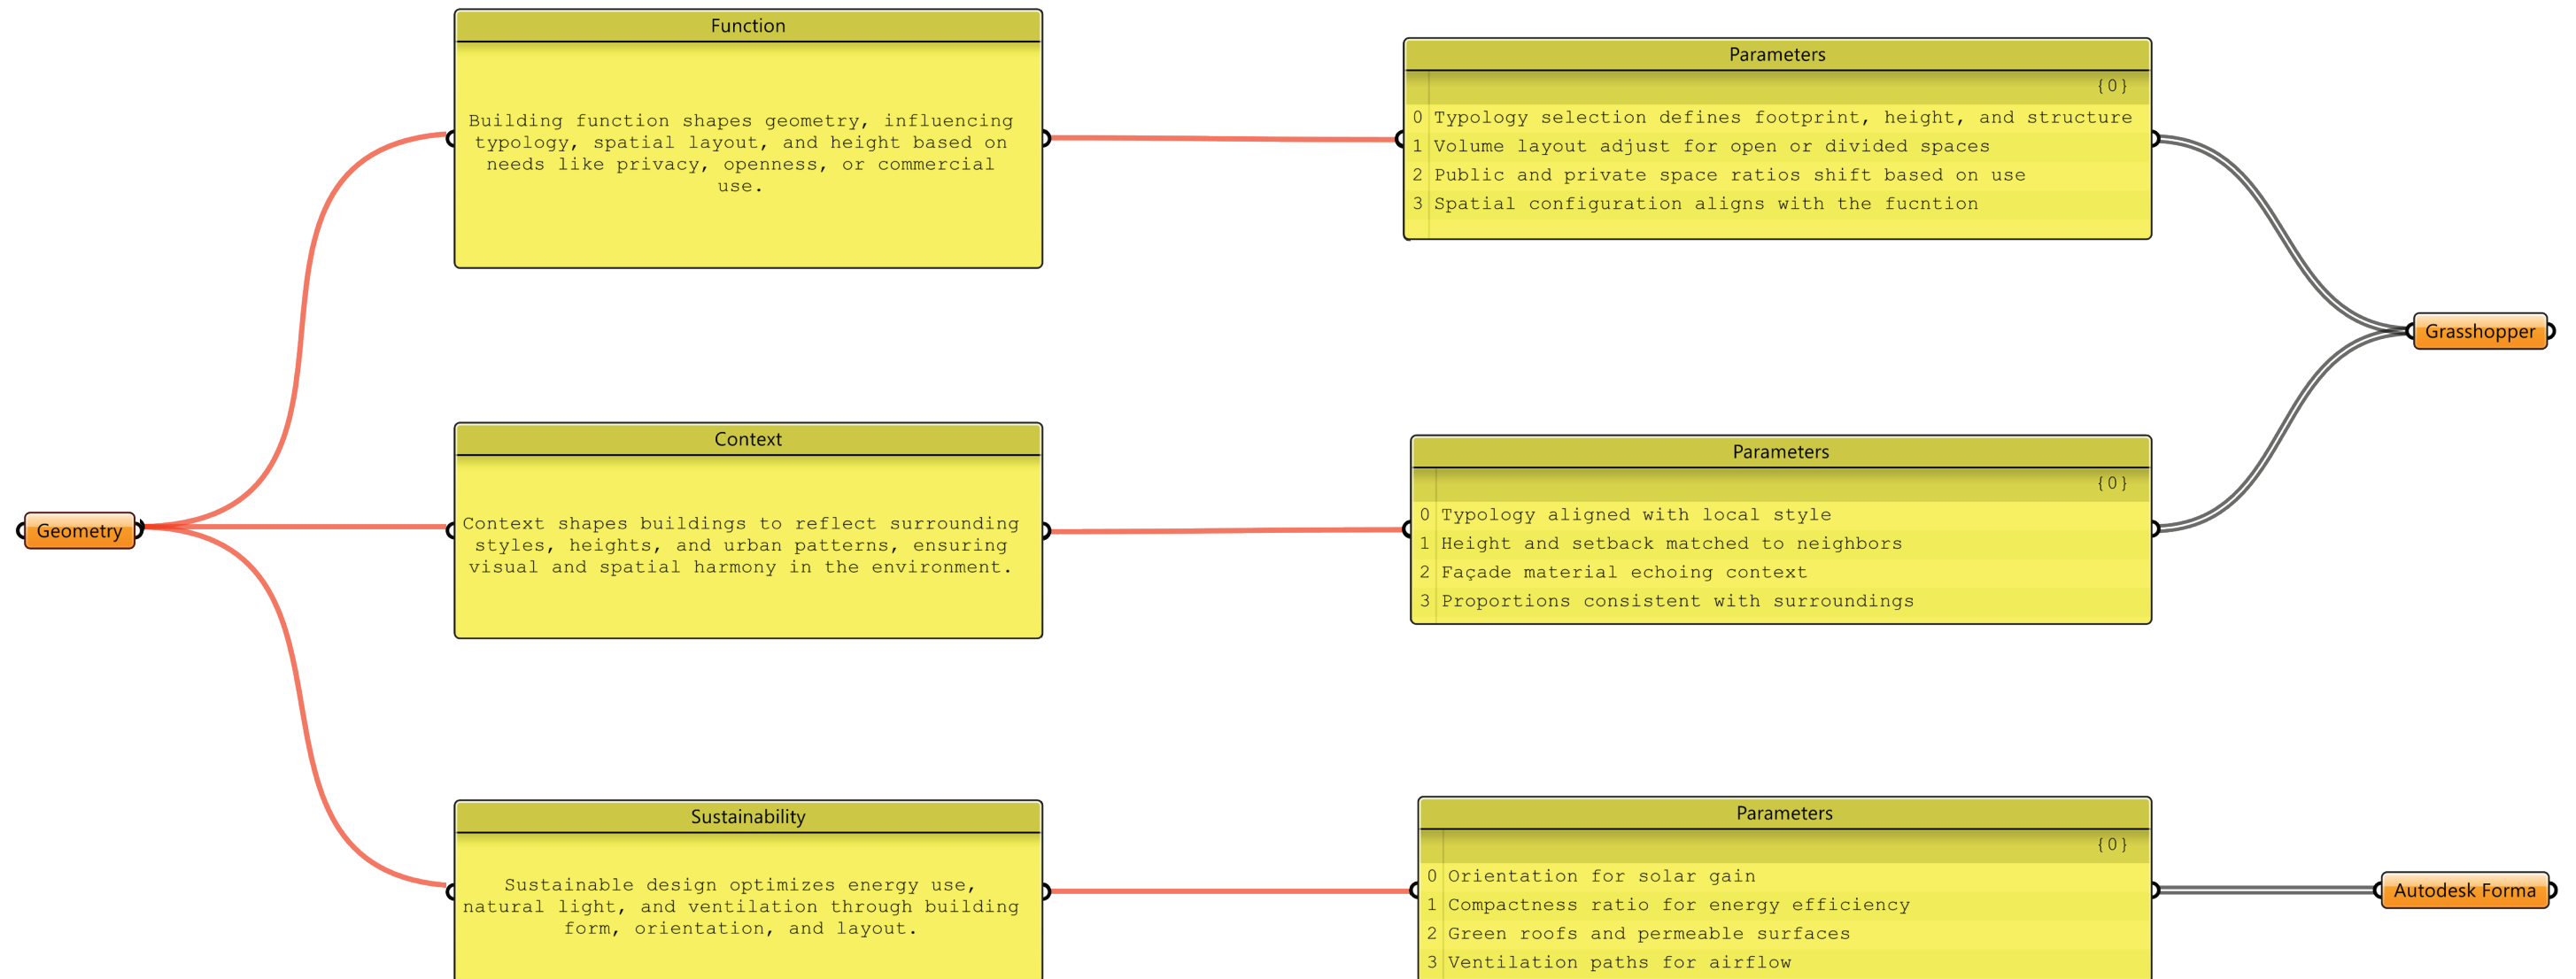 Function
Building function shapes geometry, influencing
typology, spatial layout, and height based on
needs like privacy, openness, or commercial
use.
Parameters
{0}
0 Typology selection defines footprint, height, and structure
1 Volume layout adjust for open or divided spaces
2 Public and private space ratios shift based on use
3 Spatial configuration aligns with the fucntion
Grasshopper
Geometry
Context
Context shapes buildings to reflect surrounding
styles, heights, and urban patterns, ensuring
visual and spatial harmony in the environment.
Parameters
{0}
0 Typology aligned with local style
1 Height and setback matched to neighbors
2 Façade material echoing context
3 Proportions consistent with surroundings
Sustainability
Sustainable design optimizes energy use,
natural light, and ventilation through building
form, orientation, and layout.
Parameters
{0}
0 Orientation for solar gain
1 Compactness ratio for energy efficiency
2 Green roofs and permeable surfaces
3 Ventilation paths for airflow
Autodesk Forma